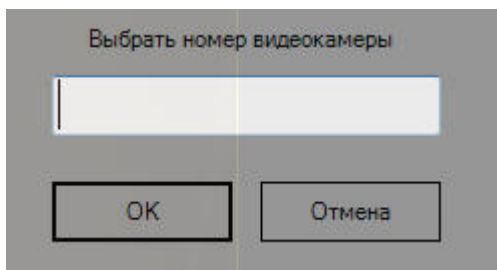 Выбрать номер видеокамеры
OK
Отмена